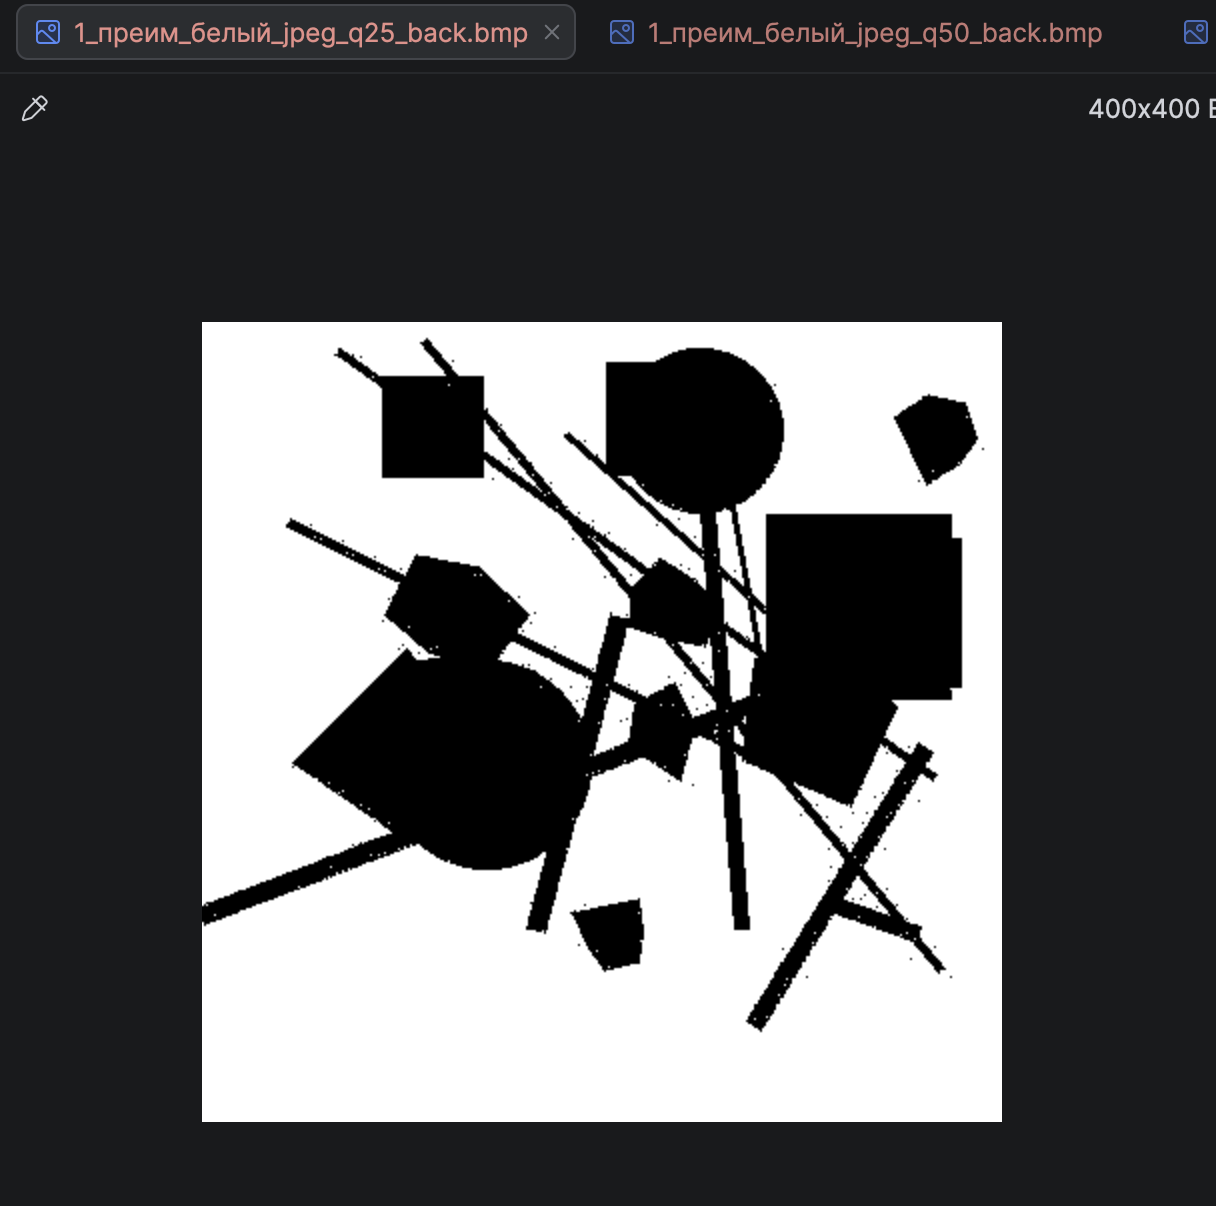 1_преим_белый_jpeg_q25_back.bmp
1_преим_белый_jpeg_q50_back.bmp
400x400